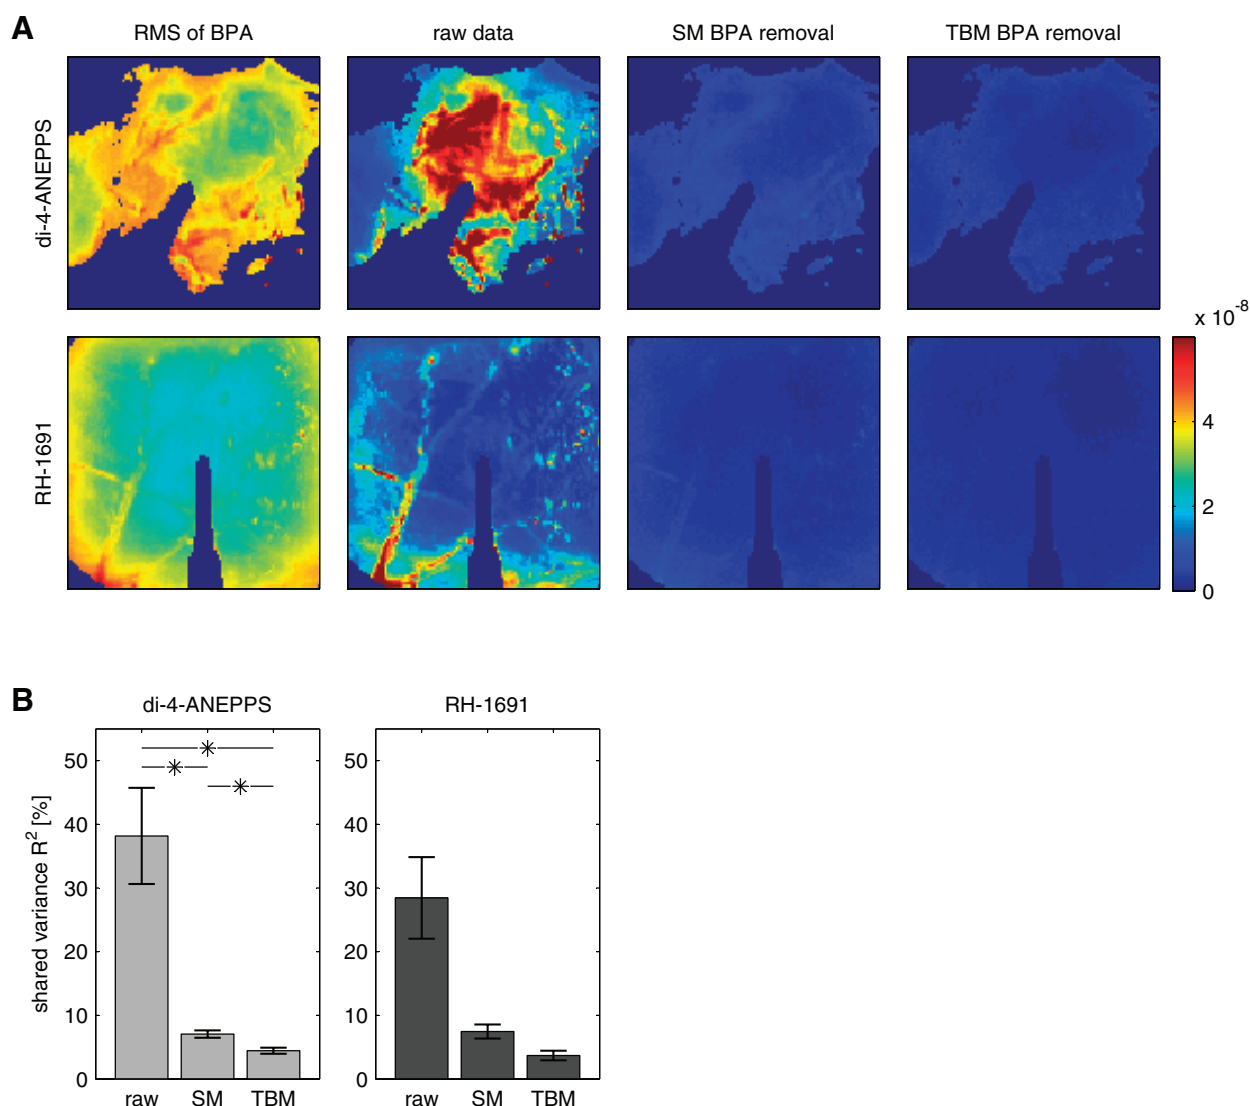 A
RMS of BPA
raw data
SM BPA removal
TBM BPA removal
di-4-ANEPPS
RH-1691
x 10-8
4
2
0
B
di-4-ANEPPS
RH-1691
shared variance R2 [%]
50
40
30
20
10
0
raw SM TBM
50
40
30
20
10
0
raw SM TBM